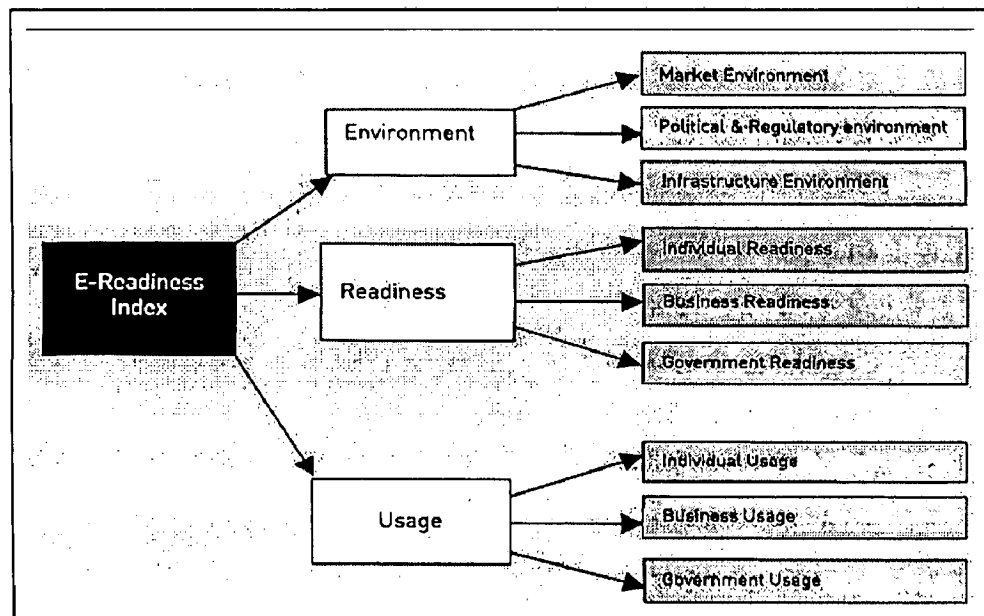 Market Environment
Environment
Political & Regulatory environment
Infrastructure Environment
E-Readiness
Index
Readiness
Individual Readiness
Business Readiness
Government Readiness
Usage
Individual Usage
Business Usage
Government Usage